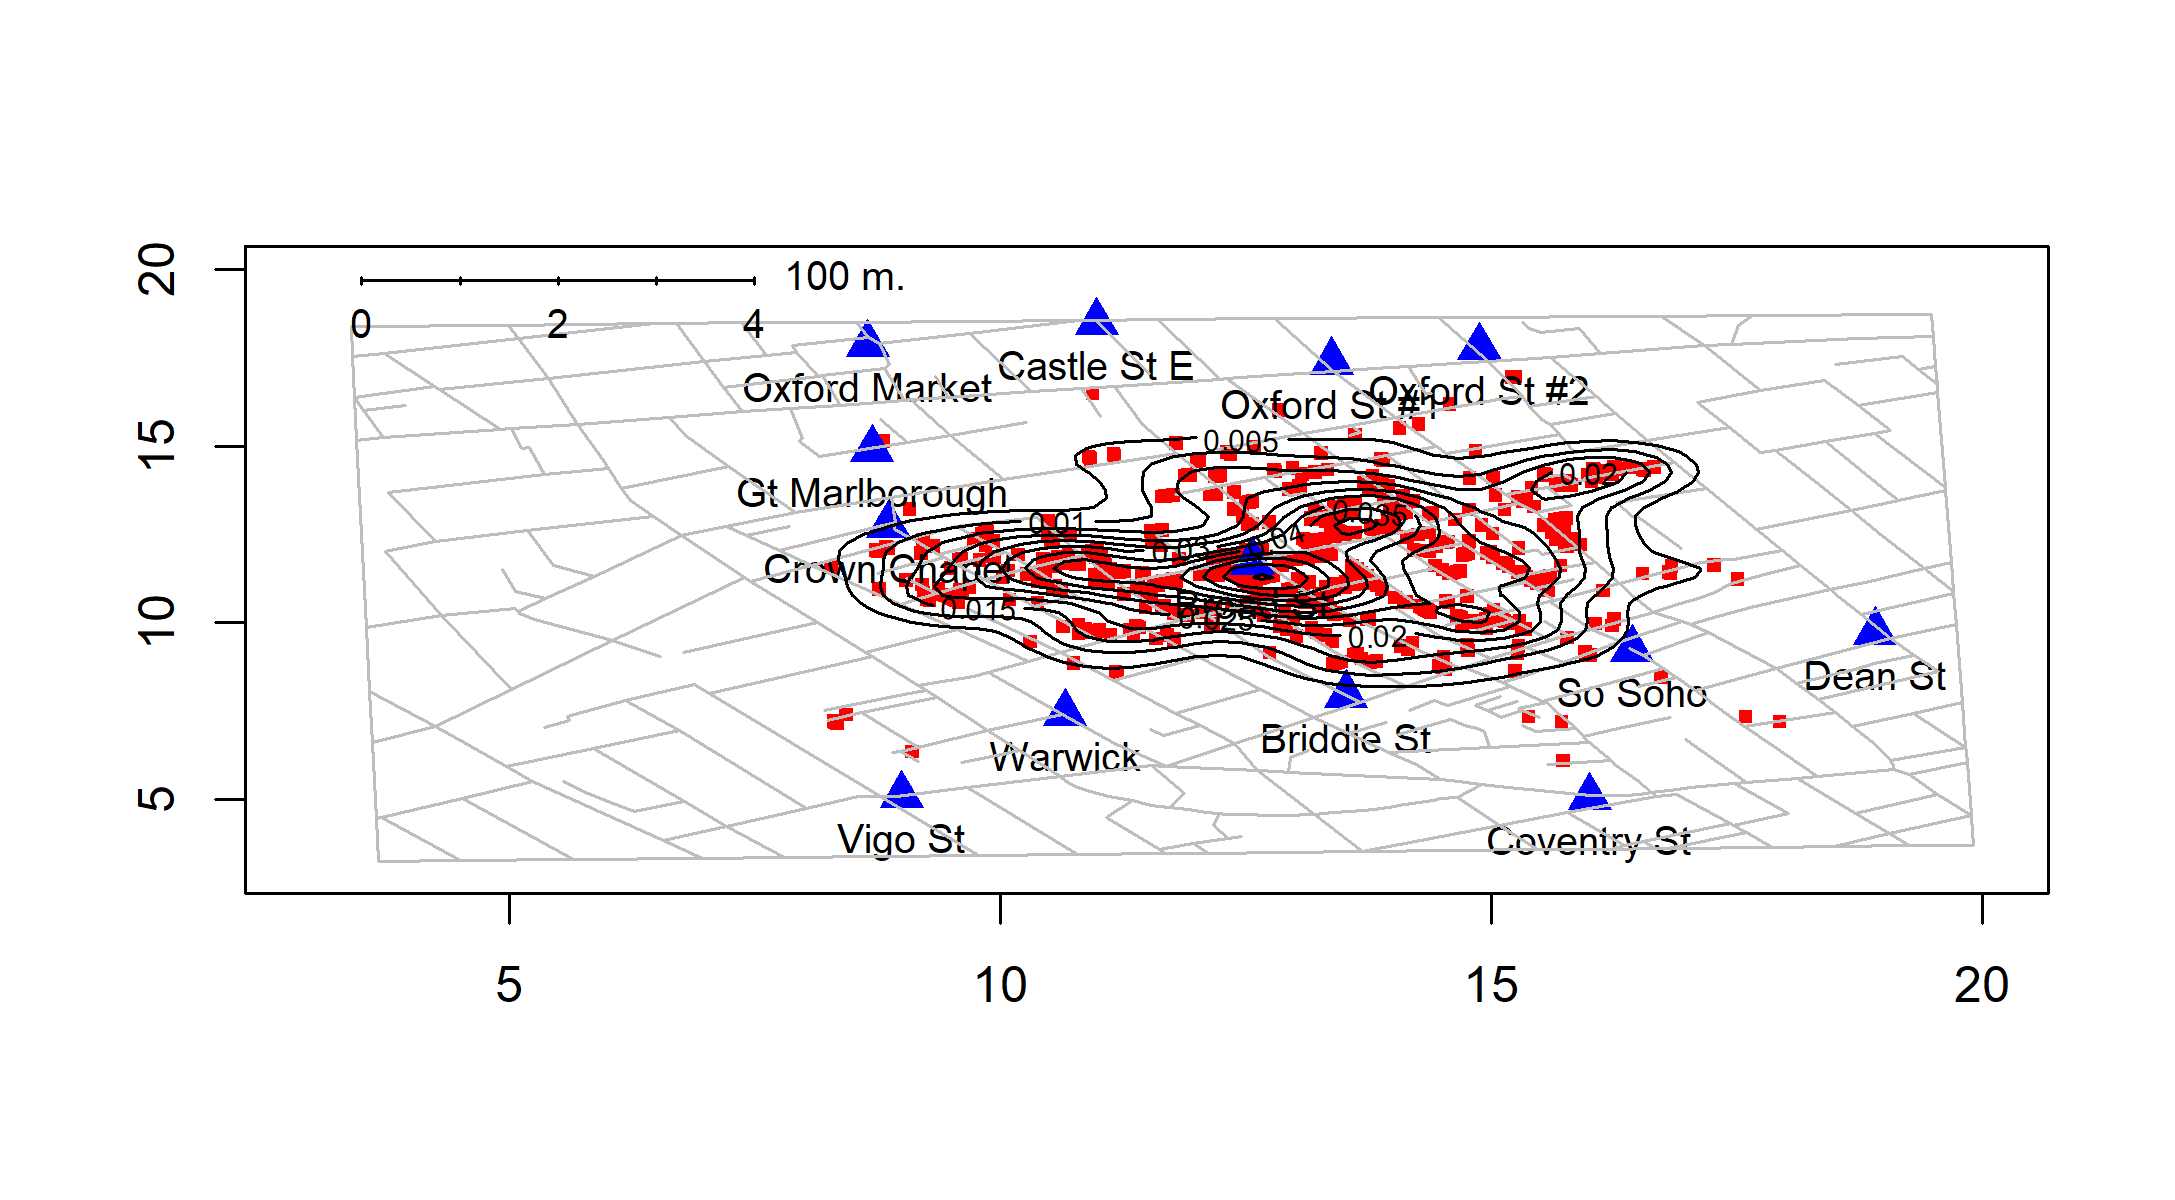 20
15
10
5
100 m.
0 2 4
Castle St E
Oxford Market
Oxford St #1
Oxford St #2
0.005
0.02
Gt Marlborough
0.01
0.035
0.04
0.03
Crown Chapel
0.015
0.025
0.02
Dean St
So Soho
Briddle St
Warwick
Vigo St
Coventry St
5 10 15 20